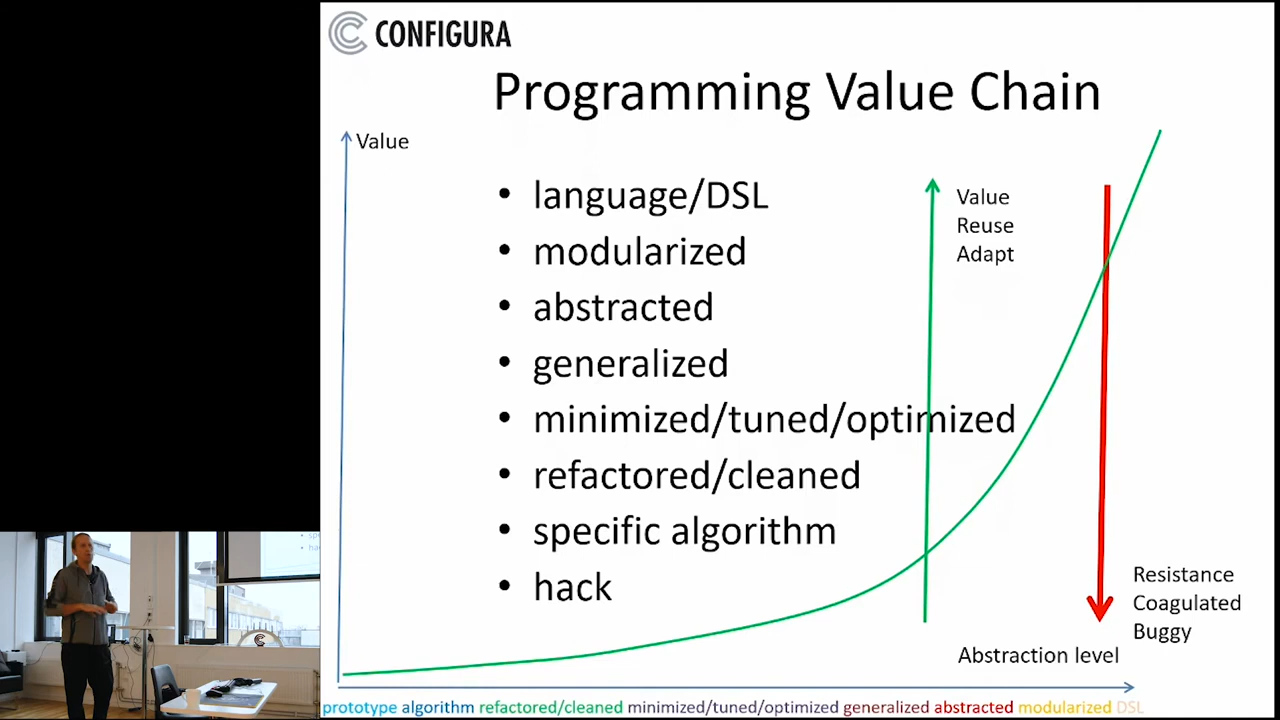 CONFIGURA
Programming Value Chain
Value
• language/DSL
• modularized
• abstracted
• generalized
• minimized/tuned/optimized
• refactored/cleaned
• specific algorithm
• hack
Value
Reuse
Adapt
Resistance
Coagulated
Buggy
Abstraction level
prototype algorithm refactored/cleaned minimized/tuned/optimized generalized abstracted modularized DSL